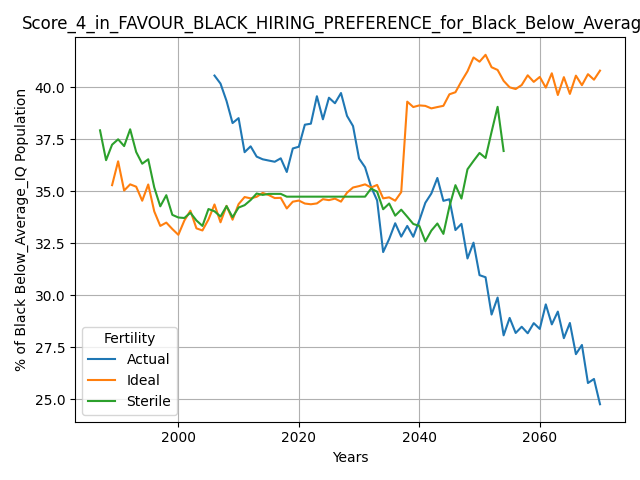 Score_4_in_FAVOUR_BLACK_HIRING_PREFERENCE_for_Black_Below_Averag
% of Black Below_Average_IQ Population
40.0
37.5
35.0
32.5
30.0
27.5
25.0
Fertility
Actual
Ideal
Sterile
2000 2020 2040 2060
Years